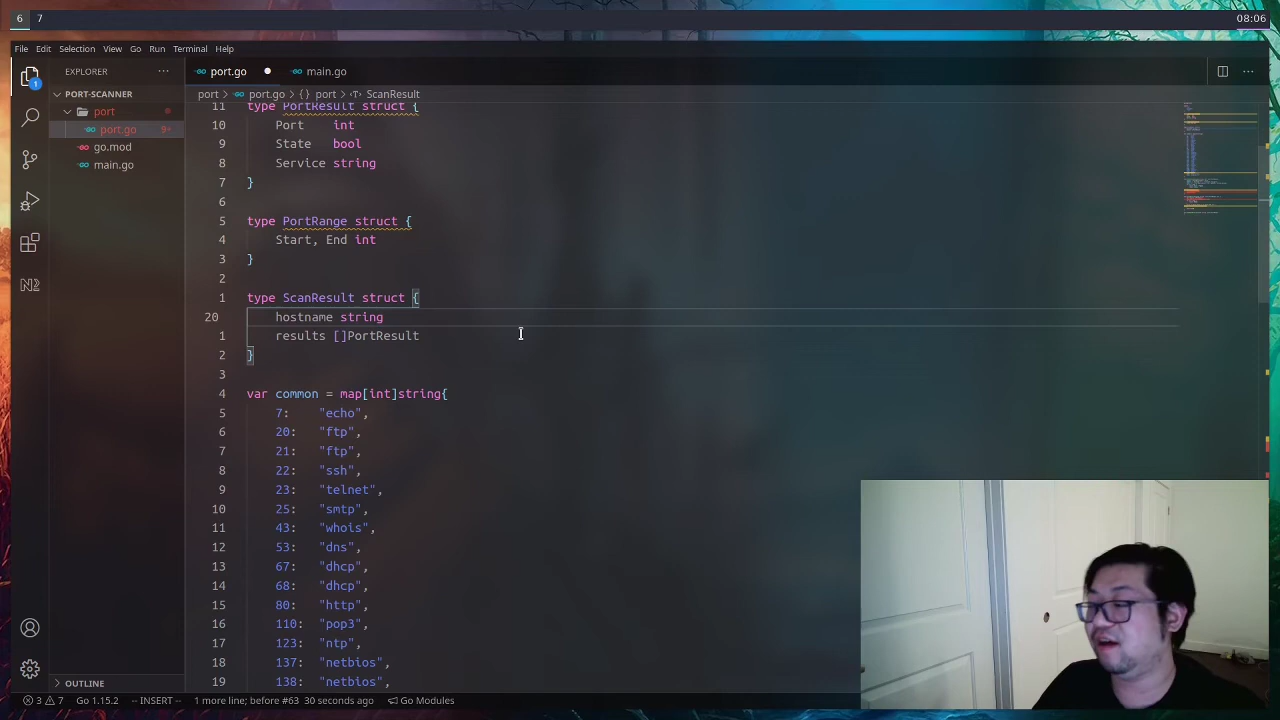 6 7 08:06
File Edit Selection View Go Run Terminal Help
EXPLORER ··· port.go ● main.go ···
PORT-SCANNER port > port.go > {} port > ScanResult
port
port.go 9+
go.mod
main.go
1
11 type PortResult struct {
10 Port int
9 State bool
8 Service string
7 }
6
5 type PortRange struct {
4 Start, End int
3 }
2
1 type ScanResult struct {
20 hostname string
1 results []PortResult
2 }
3
4 var common = map[int]string{
5 7: "echo",
6 20: "ftp",
7 21: "ftp",
8 22: "ssh",
9 23: "telnet",
10 25: "smtp",
11 43: "whois",
12 53: "dns",
13 67: "dhcp",
14 68: "dhcp",
15 80: "http",
16 110: "pop3",
17 123: "ntp",
18 137: "netbios",
19 138: "netbios",
OUTLINE
3 7 Go 1.15.2 -- INSERT -- 1 more line; before #63 30 seconds ago Go Modules